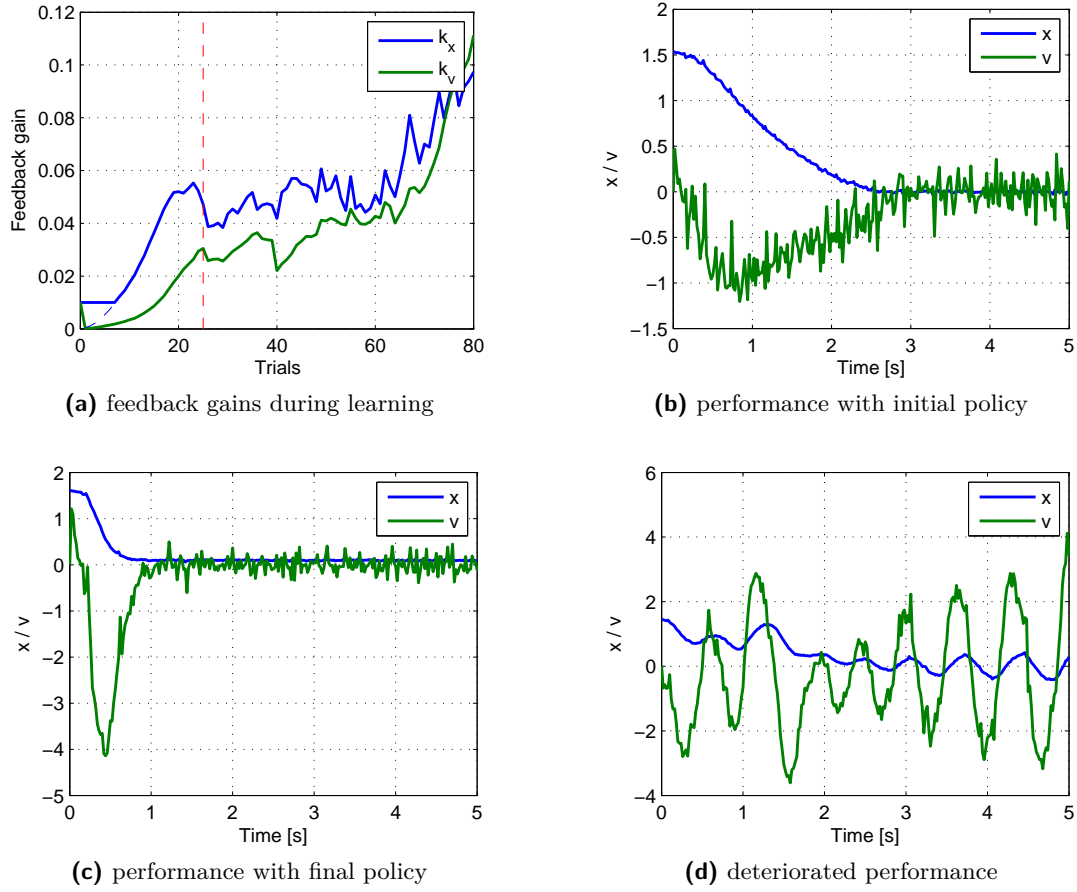 0.12
0.1
0.08
0.06
0.04
0.02
0
Feedback gain
k_x
k_v
0 20 40 60 80
Trials
(a) feedback gains during learning
2
1.5
1
0.5
0
−0.5
−1
−1.5
x / v
x
v
0 1 2 3 4 5
Time [s]
(b) performance with initial policy
2
1
0
−1
−2
−3
−4
−5
x / v
x
v
0 1 2 3 4 5
Time [s]
(c) performance with final policy
6
4
2
0
−2
−4
x / v
x
v
0 1 2 3 4 5
Time [s]
(d) deteriorated performance